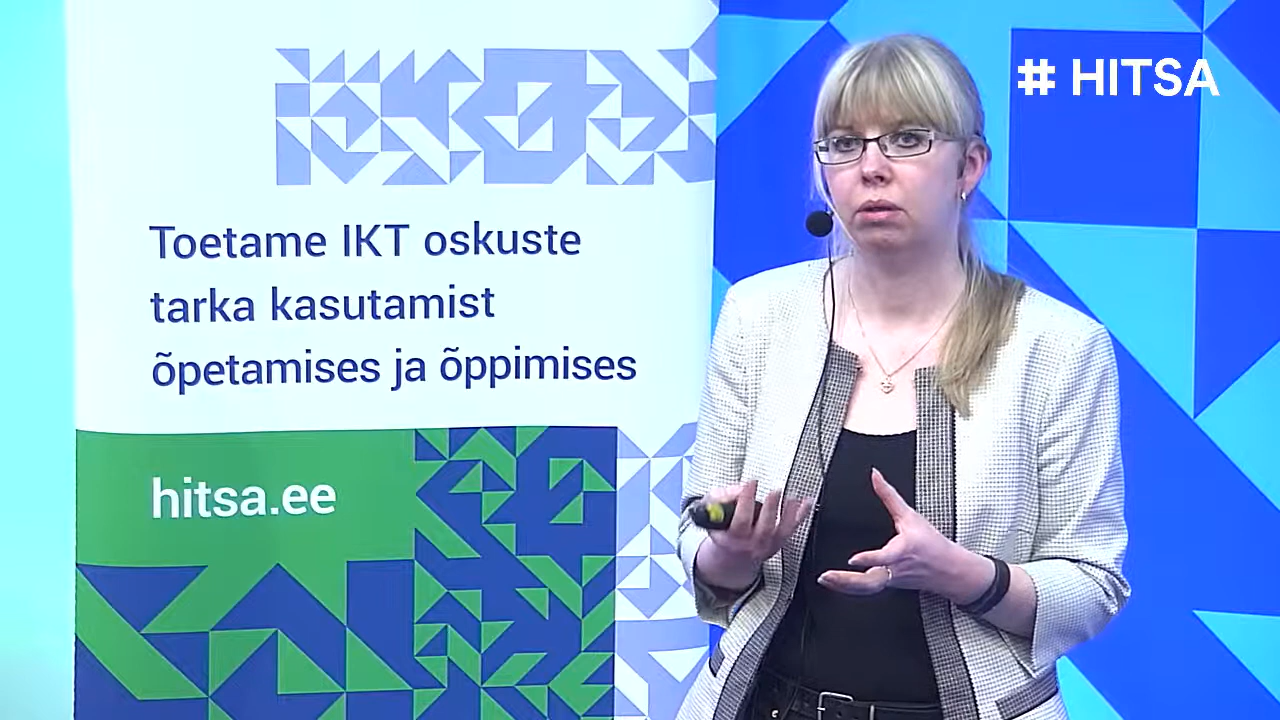 # HITSA
Toetame IKT oskuste
tarka kasutamist
õpetamises ja õppimises
hitsa.ee